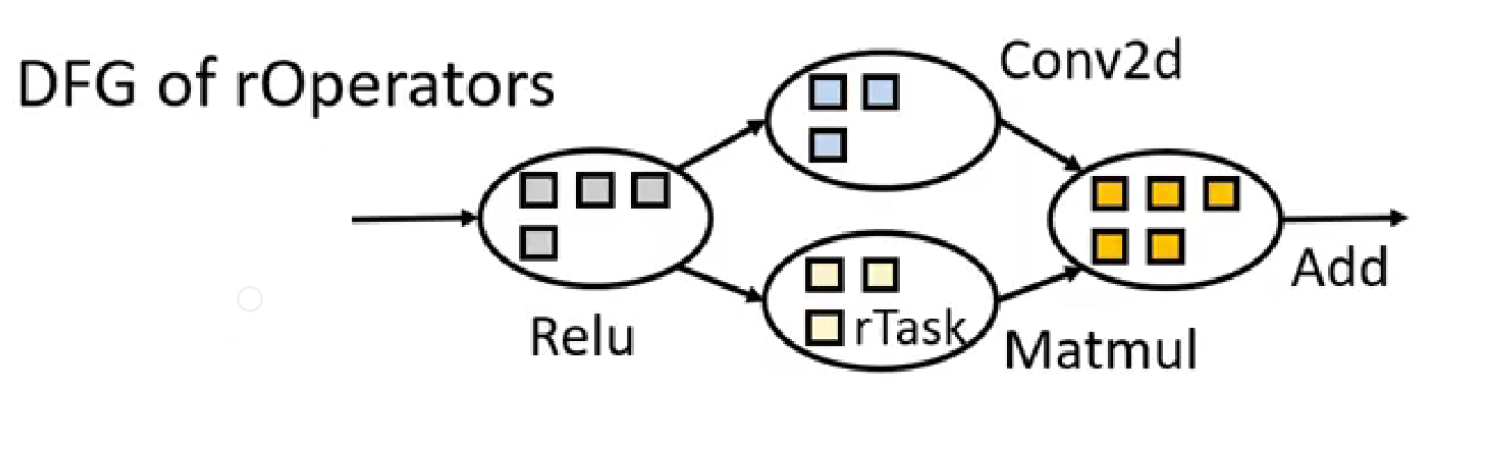 DFG of rOperators
Conv2d
Relu
rTask
Matmul
Add